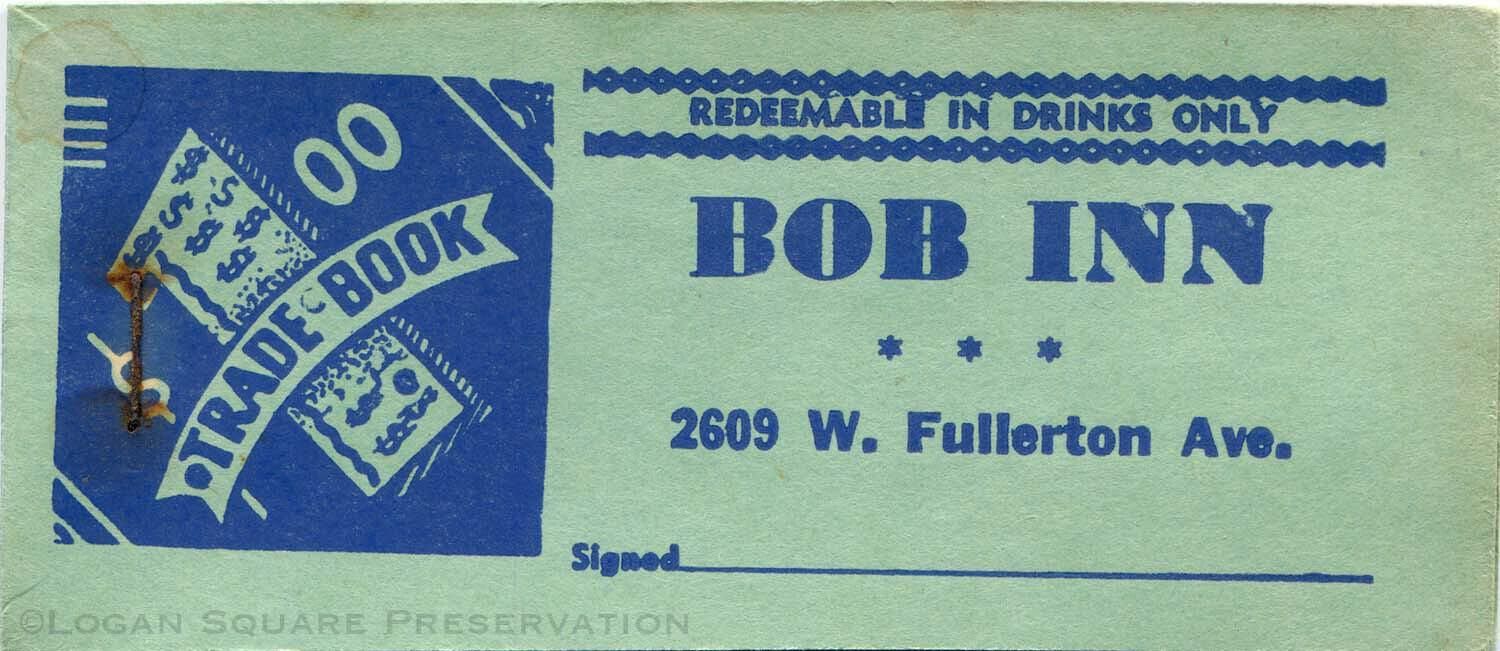 REDEEMABLE IN DRINKS ONLY
BOB INN
* * *
2609 W. Fullerton Ave.
Signed
$
00
TRADE BOOK
©LOGAN SQUARE PRESERVATION